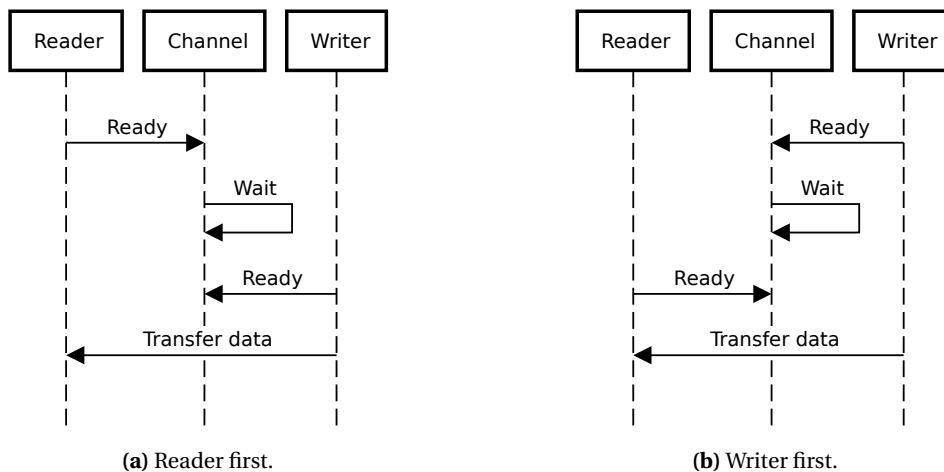 Reader Channel Writer Reader Channel Writer
Ready Ready
Wait Wait
Ready Ready
Transfer data Transfer data
(a) Reader first. (b) Writer first.